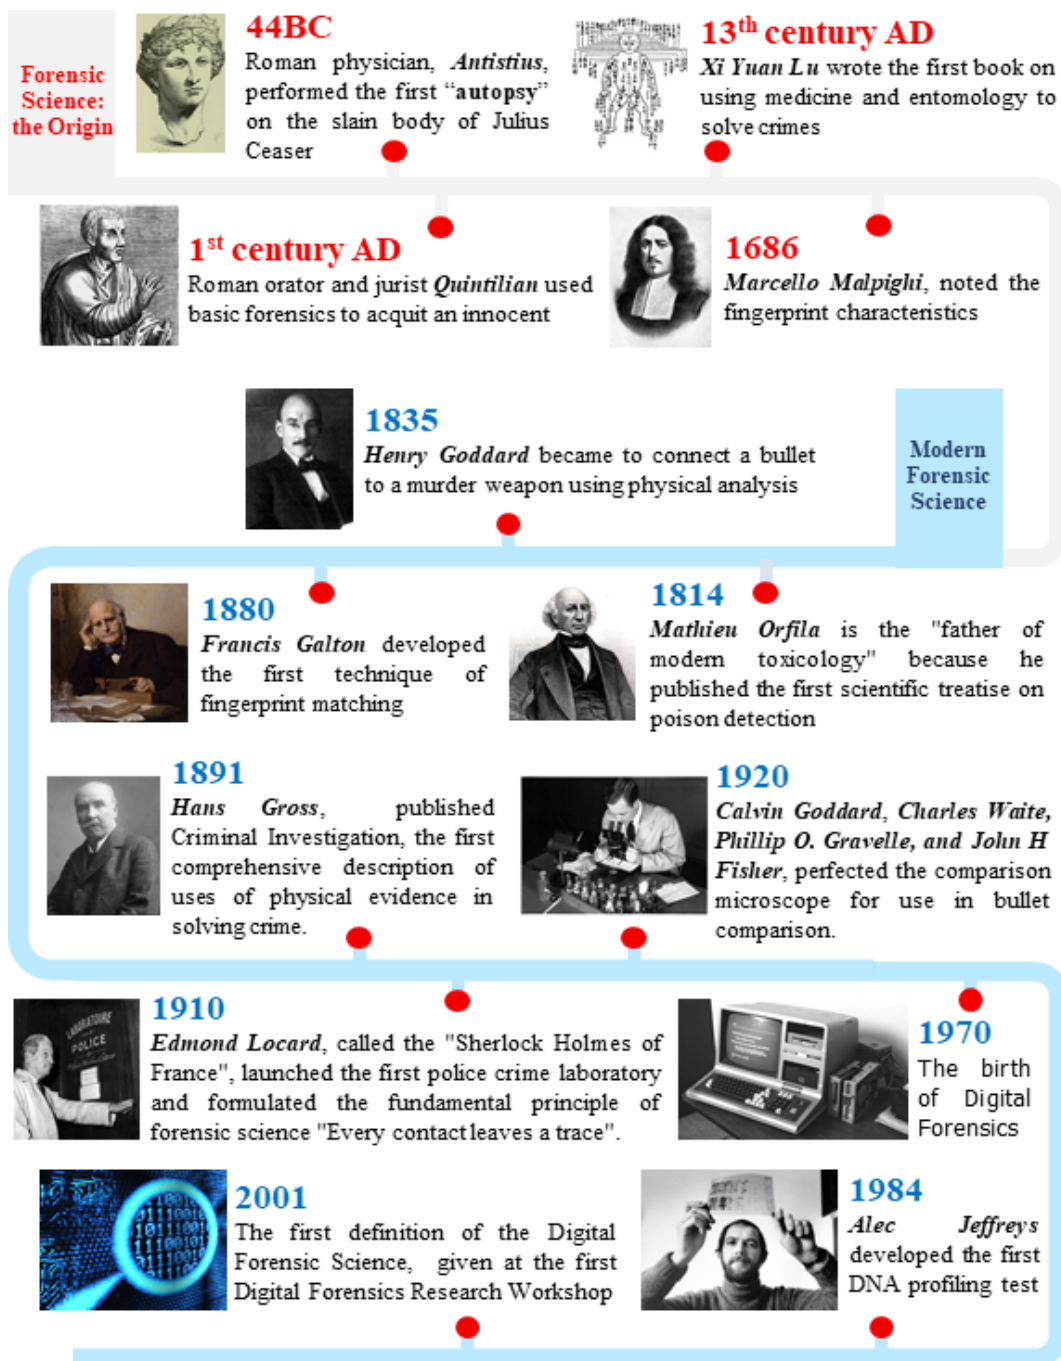 Forensic
Science:
the Origin
44BC
Roman physician, Antistius,
performed the first “autopsy”
on the slain body of Julius
Ceaser
13th century AD
Xi Yuan Lu wrote the first book on
using medicine and entomology to
solve crimes
1st century AD
Roman orator and jurist Quintilian used
basic forensics to acquit an innocent
1686
Marcello Malpighi, noted the
fingerprint characteristics
Modern
Forensic
Science
1835
Henry Goddard became to connect a bullet
to a murder weapon using physical analysis
1880
Francis Galton developed
the first technique of
fingerprint matching
1814
Mathieu Orfila is the "father of
modern toxicology" because he
published the first scientific treatise on
poison detection
1891
Hans Gross, published
Criminal Investigation, the first
comprehensive description of
uses of physical evidence in
solving crime.
1920
Calvin Goddard, Charles Waite,
Phillip O. Gravelle, and John H
Fisher, perfected the comparison
microscope for use in bullet
comparison.
LABORATOIRE
POLICE
1910
Edmond Locard, called the "Sherlock Holmes of
France", launched the first police crime laboratory
and formulated the fundamental principle of
forensic science "Every contact leaves a trace".
1970
The birth
of Digital
Forensics
2001
The first definition of the Digital
Forensic Science, given at the first
Digital Forensics Research Workshop
1984
Alec Jeffreys
developed the first
DNA profiling test